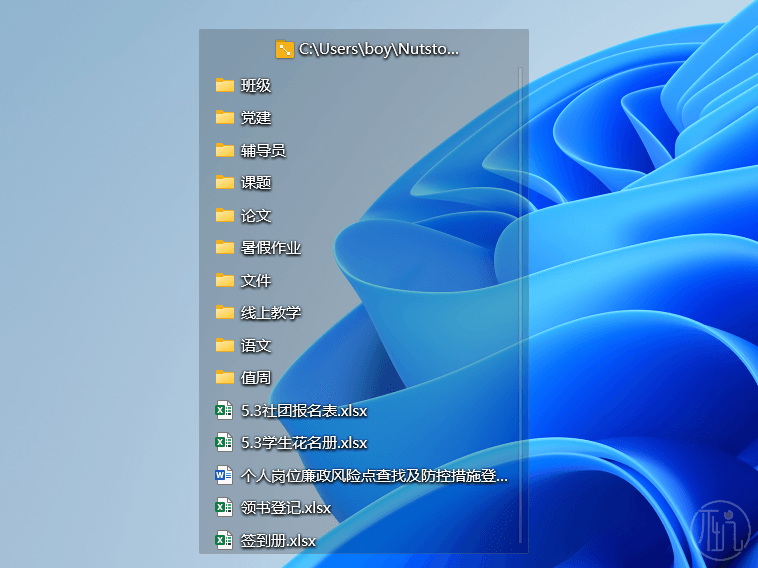 C:\Users\boy\Nutsto...
班级
党建
辅导员
课题
论文
暑假作业
文件
线上教学
语文
值周
5.3社团报名表.xlsx
5.3学生花名册.xlsx
个人岗位廉政风险点查找及防控措施登...
领书登记.xlsx
签到册.xlsx